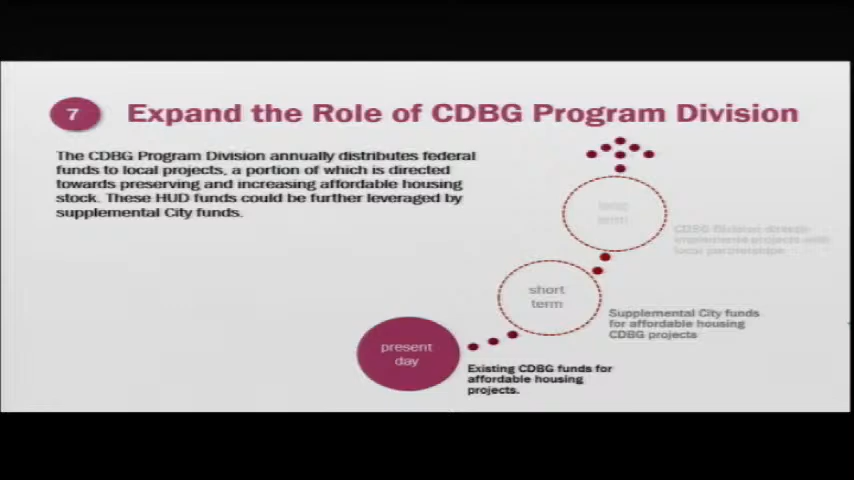 7
Expand the Role of CDBG Program Division
The CDBG Program Division annually distributes federal
funds to local projects, a portion of which is directed
towards preserving and increasing affordable housing
stock. These HUD funds could be further leveraged by
supplemental City funds.
long
term
CDBG Division directly
implements projects with
local partnerships
short
term
Supplemental City funds
for affordable housing
CDBG projects
present
day
Existing CDBG funds for
affordable housing
projects.